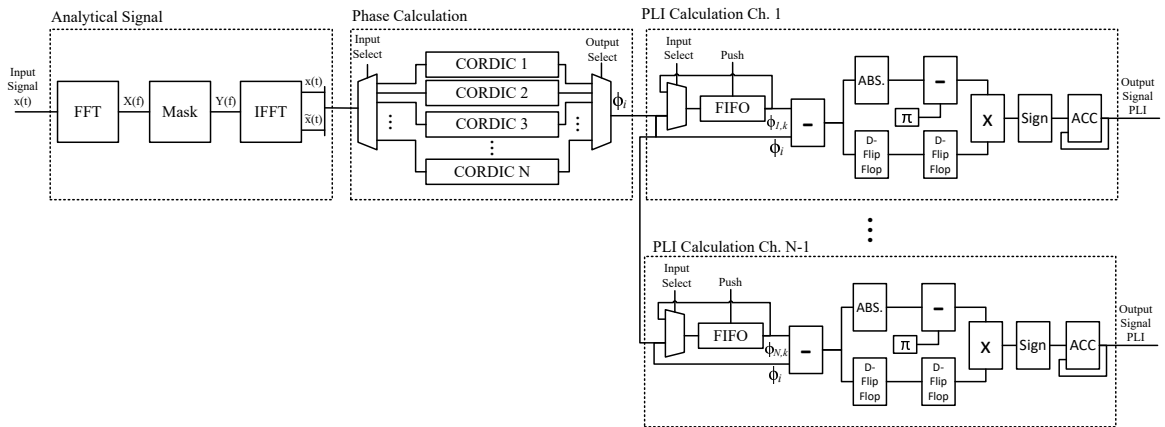 Analytical Signal
Input
Signal
x(t)
FFT
X(f)
Mask
Y(f)
IFFT
x(t)
x̃(t)
Phase Calculation
Input
Select
CORDIC 1
CORDIC 2
CORDIC 3
CORDIC N
Output
Select
ϕi
PLI Calculation Ch. 1
Input
Select
Push
FIFO
ϕ1,k
ϕi
-
ABS.
-
π
D-
Flip
Flop
D-
Flip
Flop
X
Sign
ACC
Output
Signal
PLI
PLI Calculation Ch. N-1
Input
Select
Push
FIFO
ϕN,k
ϕi
-
ABS.
-
π
D-
Flip
Flop
D-
Flip
Flop
X
Sign
ACC
Output
Signal
PLI